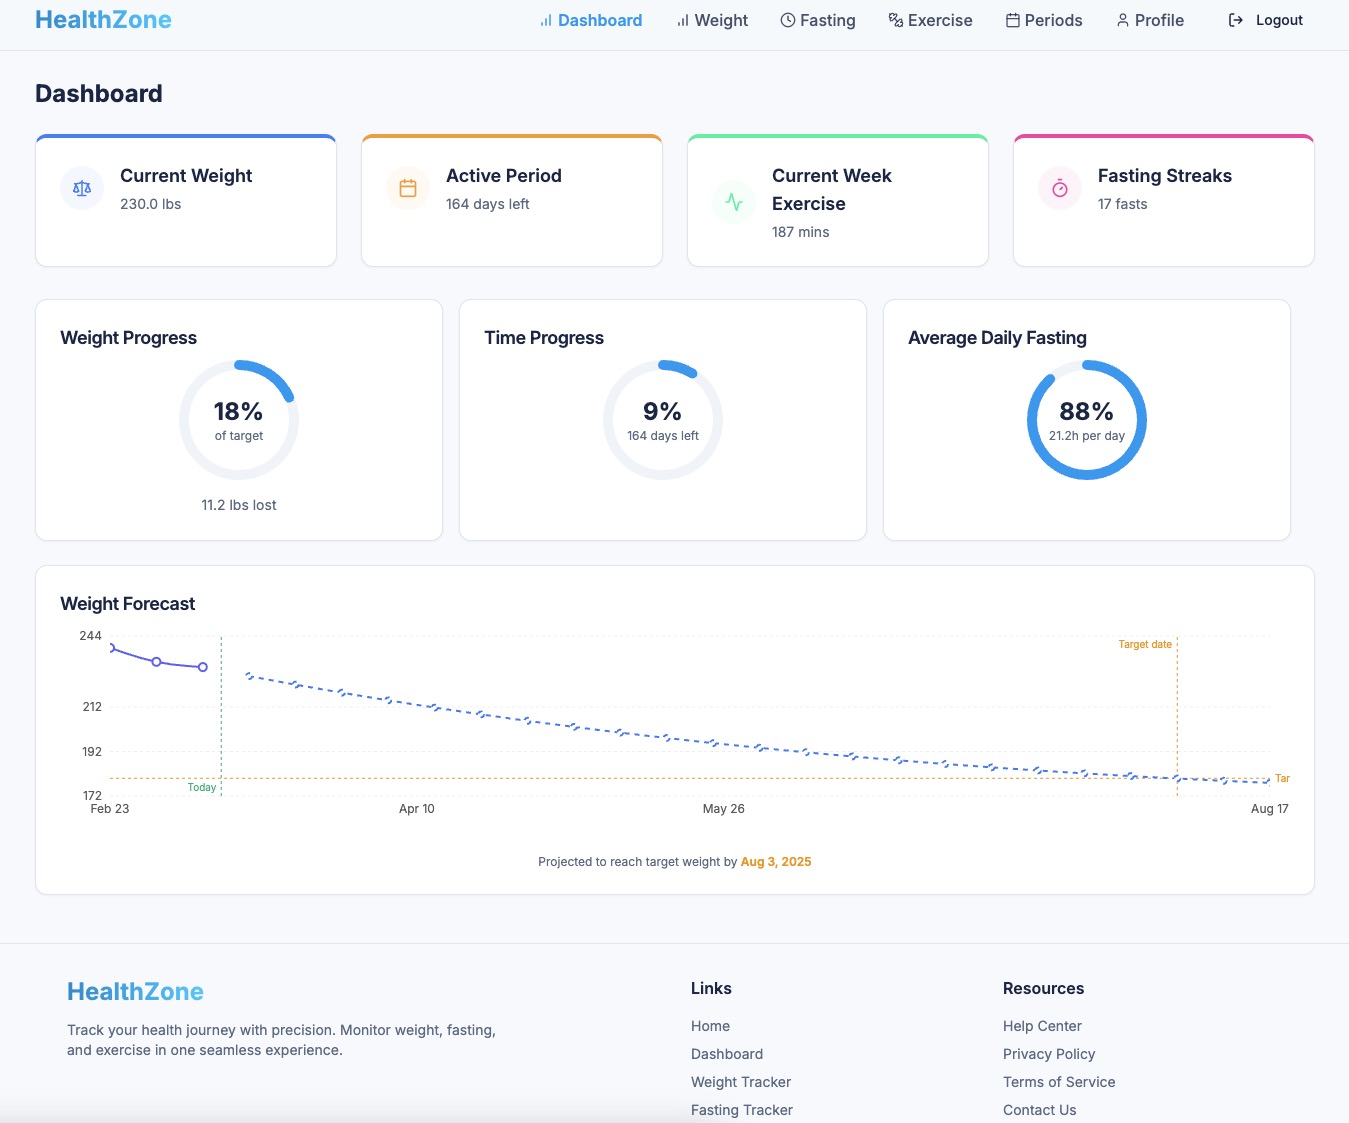 HealthZone
Dashboard
Weight
Fasting
Exercise
Periods
Profile
Logout
Dashboard
Current Weight
230.0 lbs
Active Period
164 days left
Current Week
Exercise
187 mins
Fasting Streaks
17 fasts
Weight Progress
18%
of target
11.2 lbs lost
Time Progress
9%
164 days left
Average Daily Fasting
88%
21.2h per day
Weight Forecast
244
212
192
172
Today
Target date
Tar
Feb 23
Apr 10
May 26
Aug 17
Projected to reach target weight by Aug 3, 2025
HealthZone
Track your health journey with precision. Monitor weight, fasting,
and exercise in one seamless experience.
Links
Home
Dashboard
Weight Tracker
Fasting Tracker
Resources
Help Center
Privacy Policy
Terms of Service
Contact Us